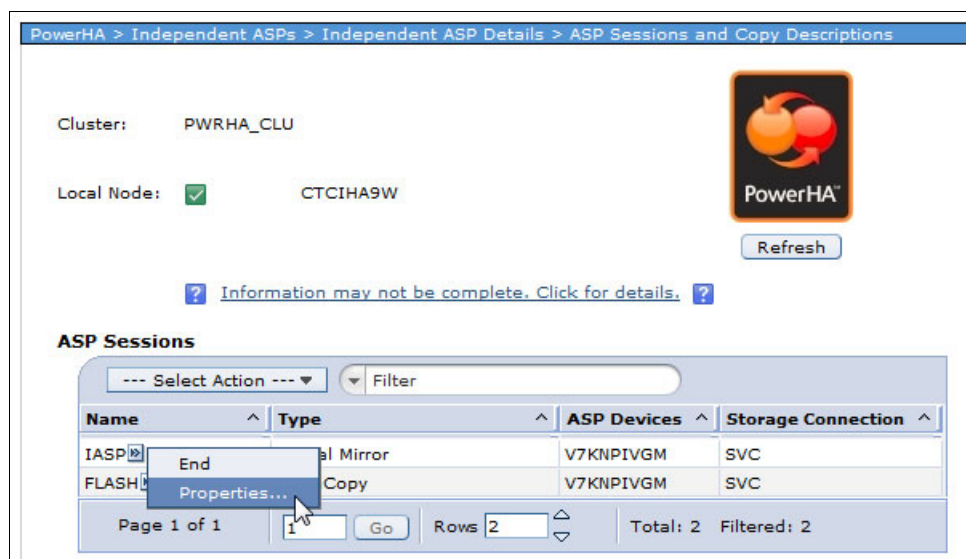 PowerHA > Independent ASPs > Independent ASP Details > ASP Sessions and Copy Descriptions
Cluster: PWRHA_CLU
Local Node: CTCIHA9W
PowerHA™
Refresh
? Information may not be complete. Click for details. ?
ASP Sessions
--- Select Action --- Filter
Name Type ASP Devices Storage Connection
IASP al Mirror V7KNPIVGM SVC
End
FLASH Copy V7KNPIVGM SVC
Properties...
Page 1 of 1 1 Go Rows 2 Total: 2 Filtered: 2